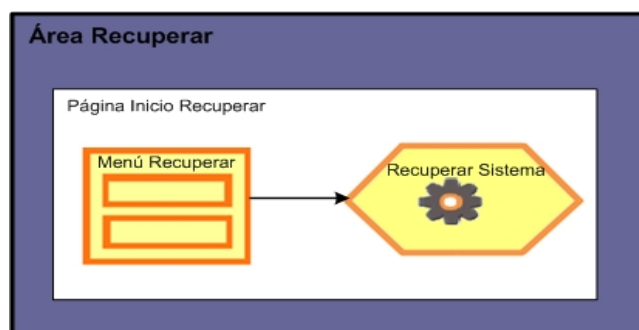 Área Recuperar
Página Inicio Recuperar
Menú Recuperar
Recuperar Sistema